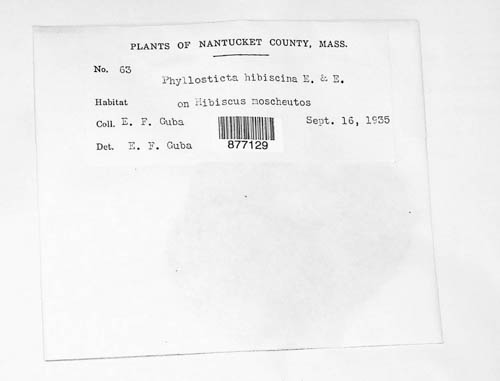 PLANTS OF NANTUCKET COUNTY, MASS.
No. 63
Phyllosticta hibiscina E. & E.
Habitat on Hibiscus moscheutos
Coll. E. F. Guba Sept. 16, 1935
877129
Det. E. F. Guba